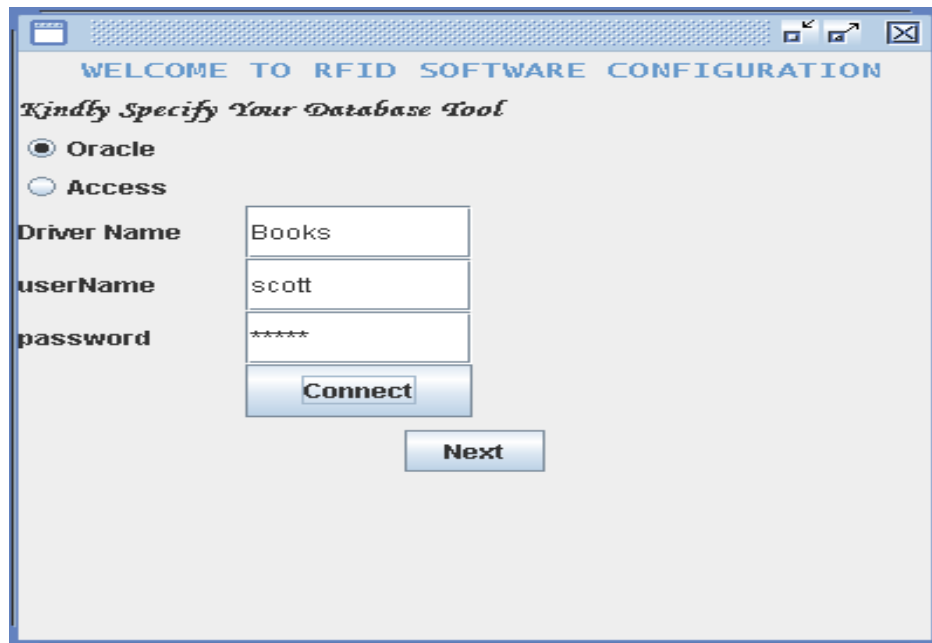 WELCOME TO RFID SOFTWARE CONFIGURATION
Kindly Specify Your Database Tool
Oracle
Access
Driver Name Books
userName scott
password *****
Connect
Next